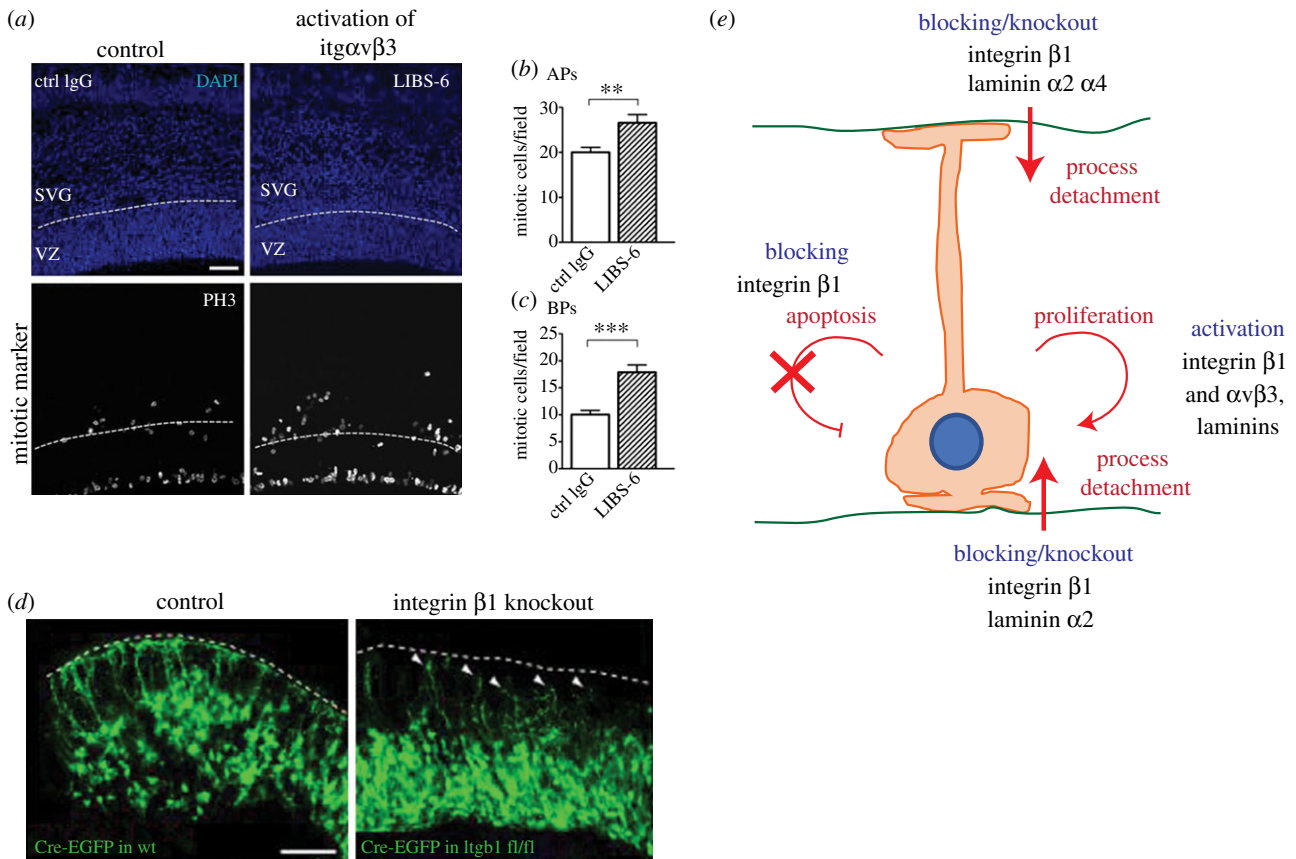 (a)
control
activation of
itgαvβ3
ctrl IgG
DAPI
LIBS-6
SVG
VZ
SVG
VZ
mitotic marker
PH3
(b) APs
**
mitotic cells/field
30
20
10
0
ctrl IgG
LIBS-6
(c) BPs
***
mitotic cells/field
25
20
15
10
5
0
ctrl IgG
LIBS-6
(d)
control
integrin β1 knockout
Cre-EGFP in wt
Cre-EGFP in Itgb1 fl/fl
(e)
blocking/knockout
integrin β1
laminin α2 α4
process
detachment
blocking
integrin β1
apoptosis
proliferation
activation
integrin β1
and αvβ3,
laminins
process
detachment
blocking/knockout
integrin β1
laminin α2